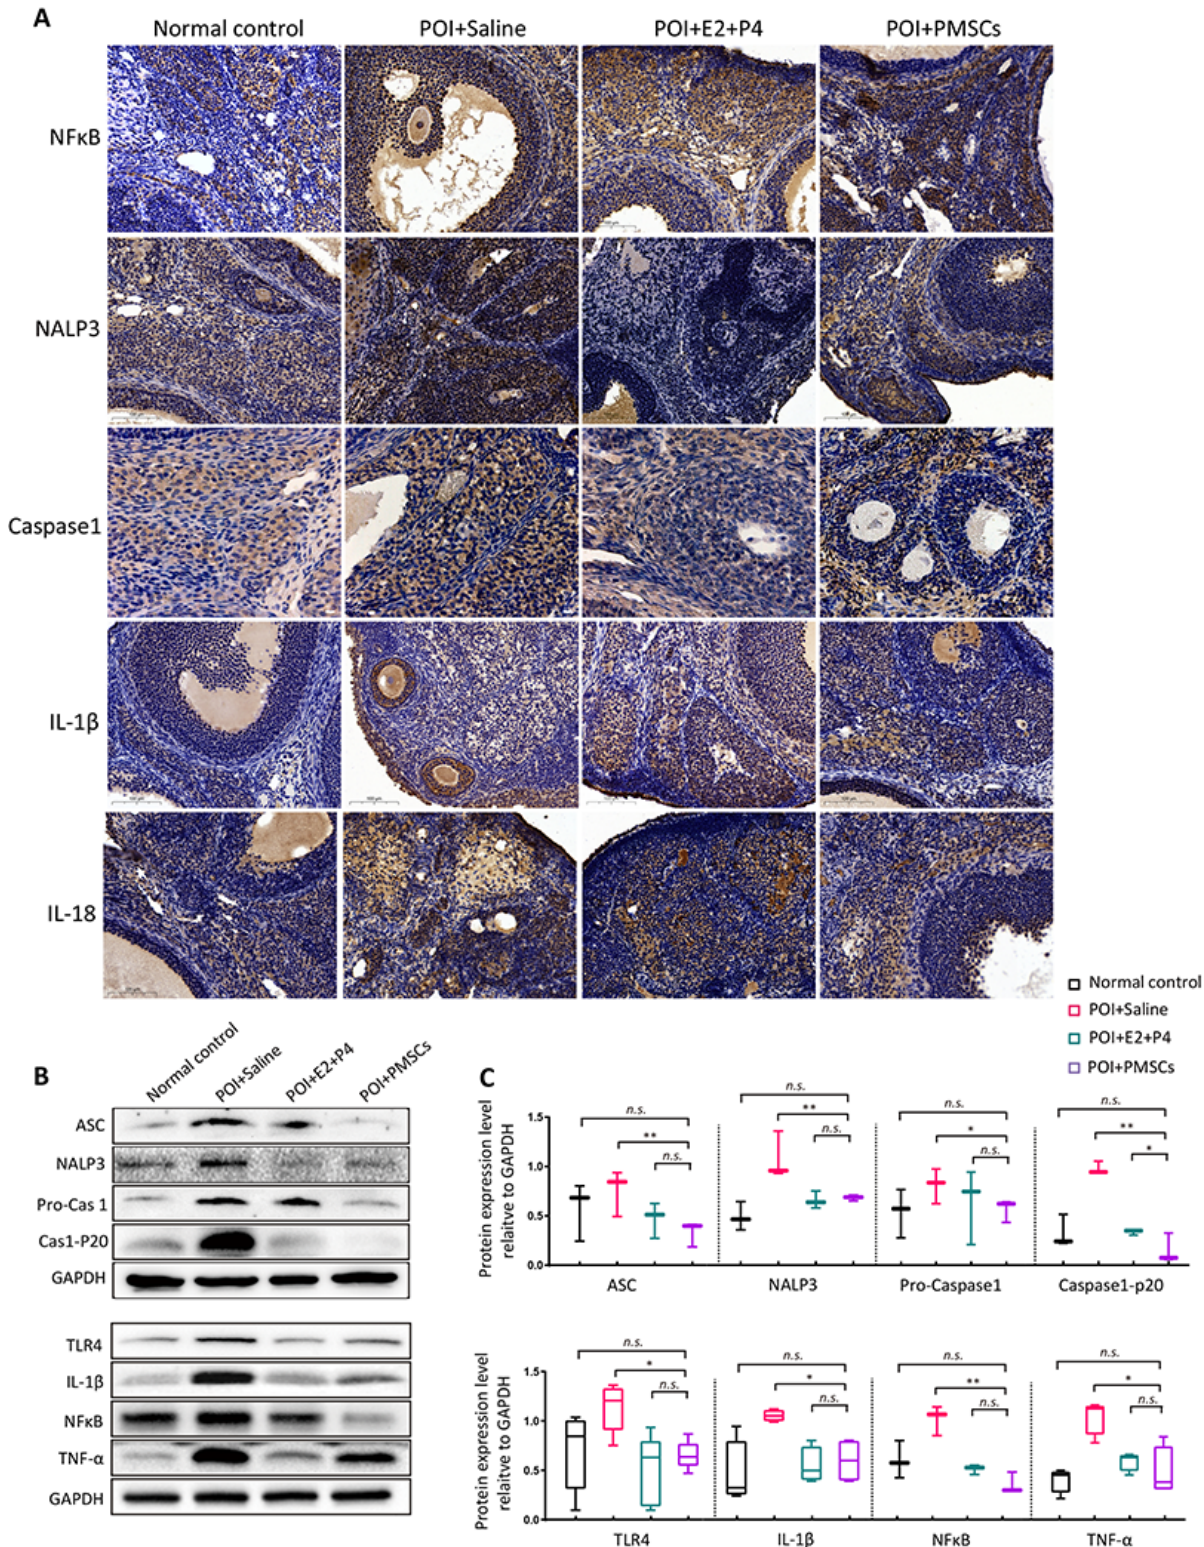 A
Normal control POI+Saline POI+E2+P4 POI+PMSCs
NFκB
NALP3
Caspase1
IL-1β
IL-18
Normal control
POI+Saline
POI+E2+P4
POI+PMSCs
B
Normal control POI+Saline POI+E2+P4 POI+PMSCs
ASC
NALP3
Pro-Cas 1
Cas1-P20
GAPDH
TLR4
IL-1β
NFκB
TNF-α
GAPDH
C
Protein expression level
relaitve to GAPDH
1.5
1.0
0.5
0.0
n.s. ** n.s.
n.s. ** n.s.
n.s. * n.s.
n.s. ** *
ASC NALP3 Pro-Caspase1 Caspase1-p20
Protein expression level
relaitve to GAPDH
1.5
1.0
0.5
0.0
n.s. * n.s.
n.s. * n.s.
n.s. ** n.s.
n.s. * n.s.
TLR4 IL-1β NFκB TNF-α